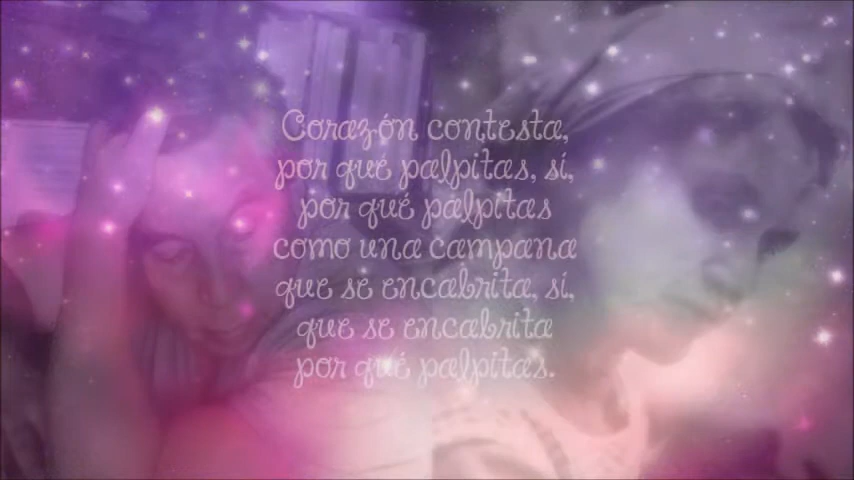 Corazón contesta,
por qué palpitas, sí,
por qué palpitas
como una campana
que se encabrita, sí,
que se encabrita
por qué palpitas.